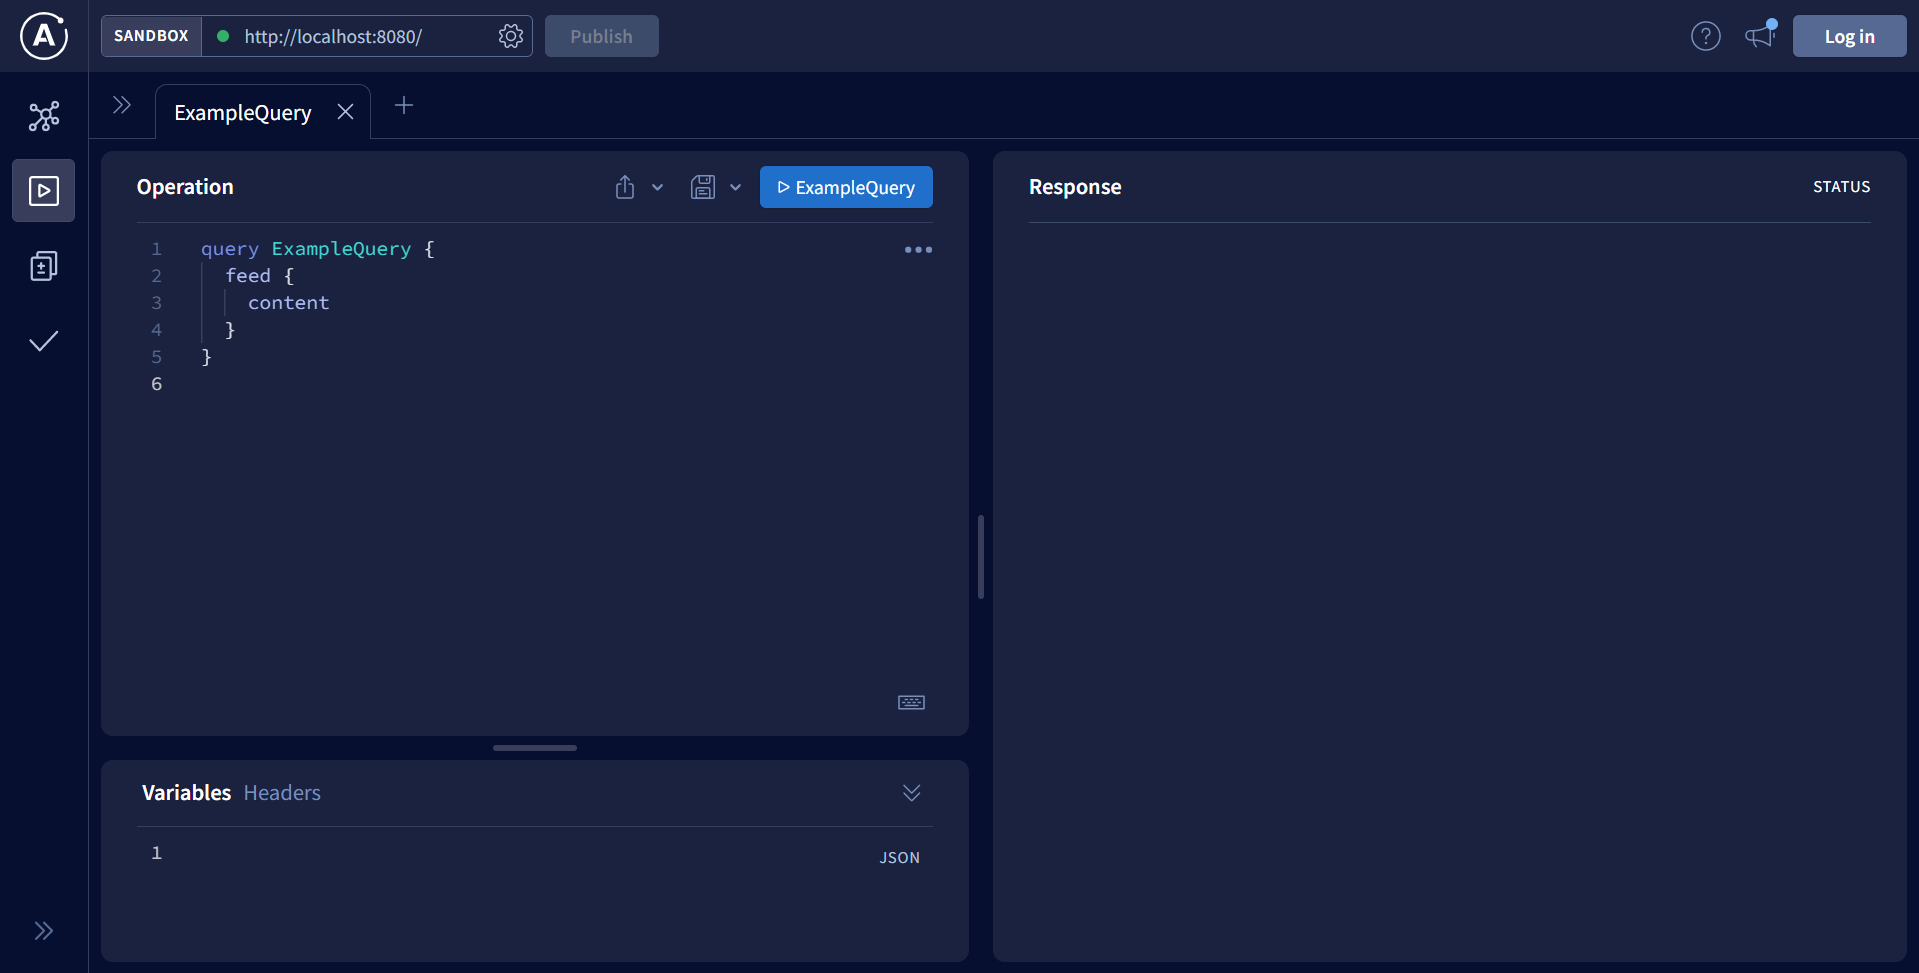 A
SANDBOX http://localhost:8080/ Publish ? Log in
ExampleQuery
Operation ExampleQuery
1 query ExampleQuery {
2   feed {
3     content
4   }
5 }
6
Variables Headers
1
JSON
Response STATUS